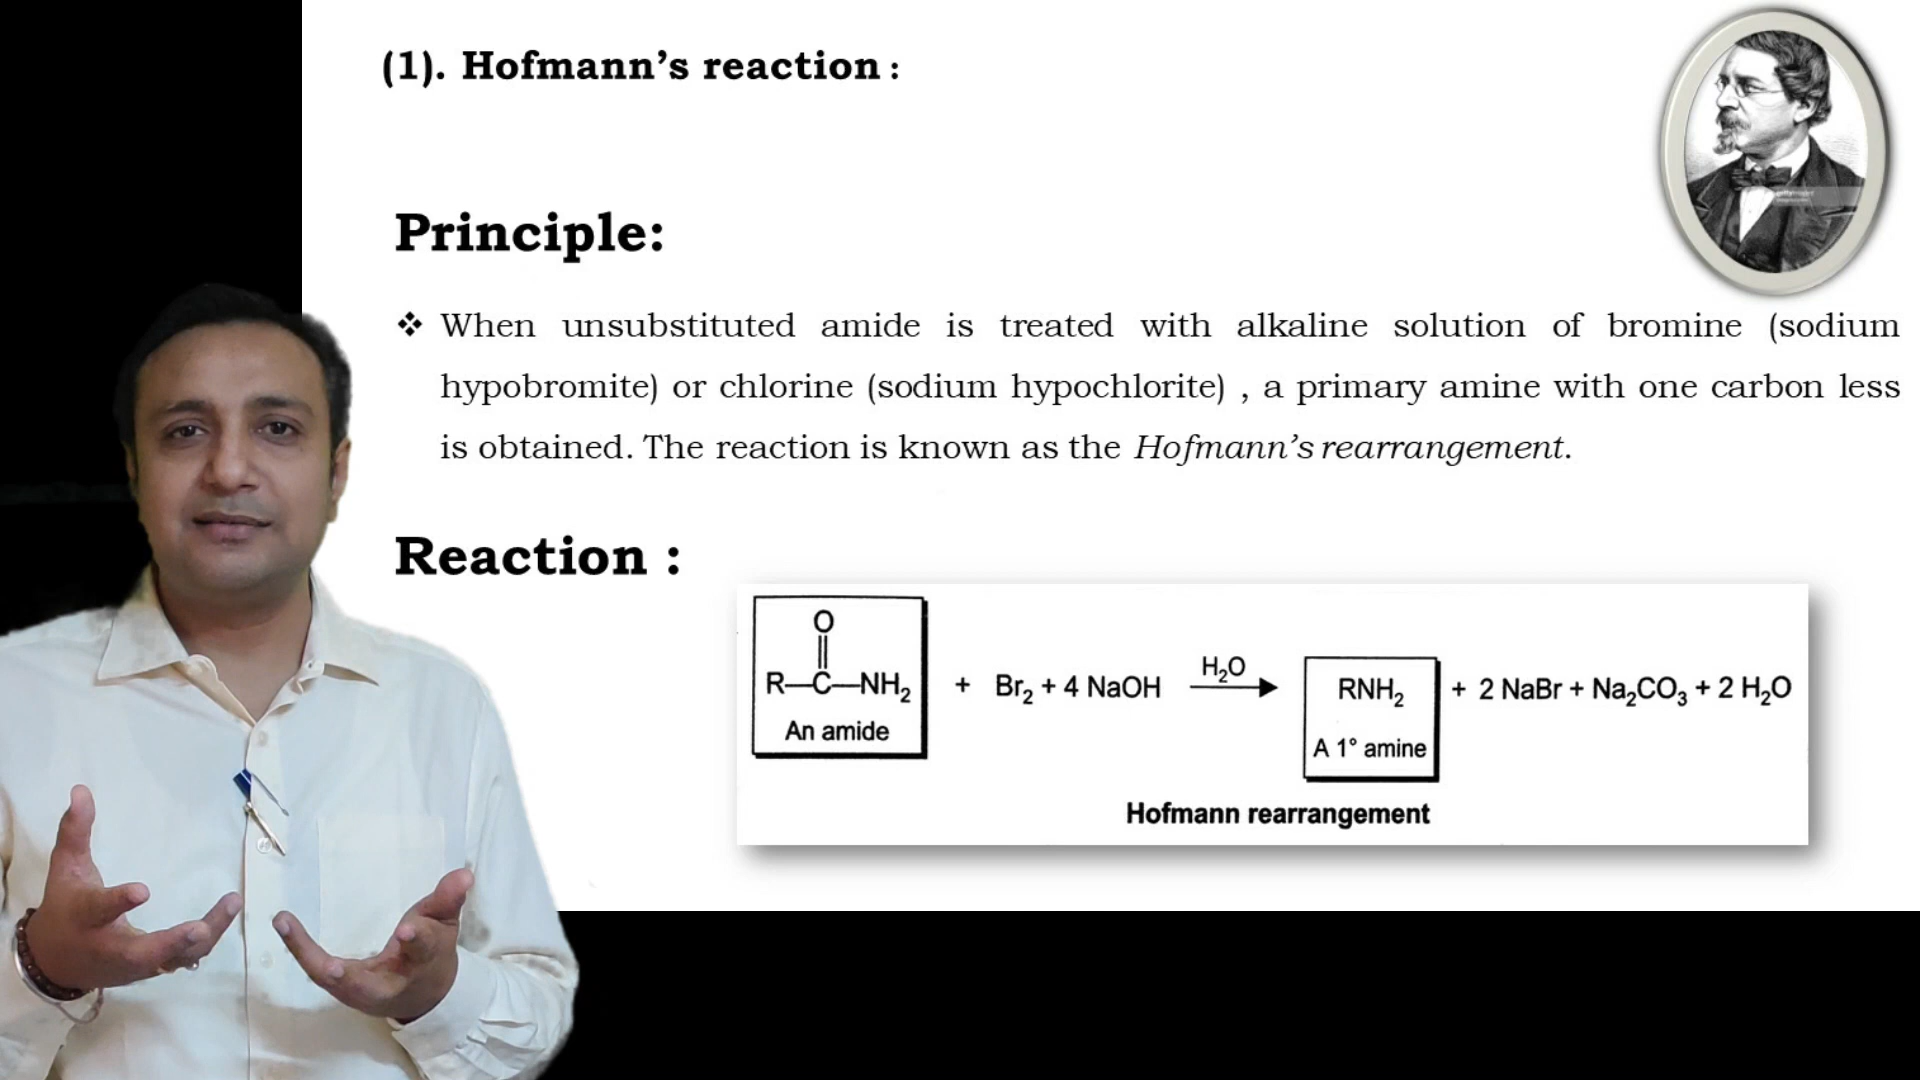 (1). Hofmann’s reaction :
Principle:
❖ When unsubstituted amide is treated with alkaline solution of bromine (sodium
hypobromite) or chlorine (sodium hypochlorite) , a primary amine with one carbon less
is obtained. The reaction is known as the Hofmann’s rearrangement.
Reaction :
O
R—C—NH₂ + Br₂ + 4 NaOH H₂O RNH₂ + 2 NaBr + Na₂CO₃ + 2 H₂O
An amide
A 1° amine
Hofmann rearrangement